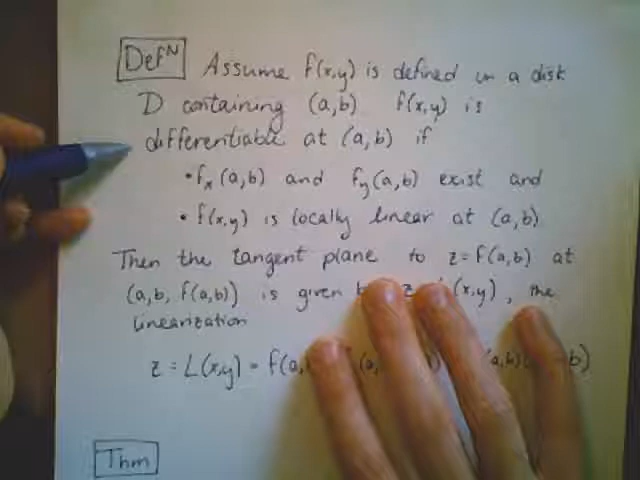 Defᴺ Assume f(x,y) is defined in a disk
D containing (a,b) f(x,y) is
differentiable at (a,b) if
• fₓ(a,b) and f_y(a,b) exist and
• f(x,y) is locally linear at (a,b)
Then the tangent plane to z=f(a,b) at
(a,b, f(a,b)) is given z (x,y), the
linearization
z = L(x,y) = f(a, (a, (a,b)( b)
Thm